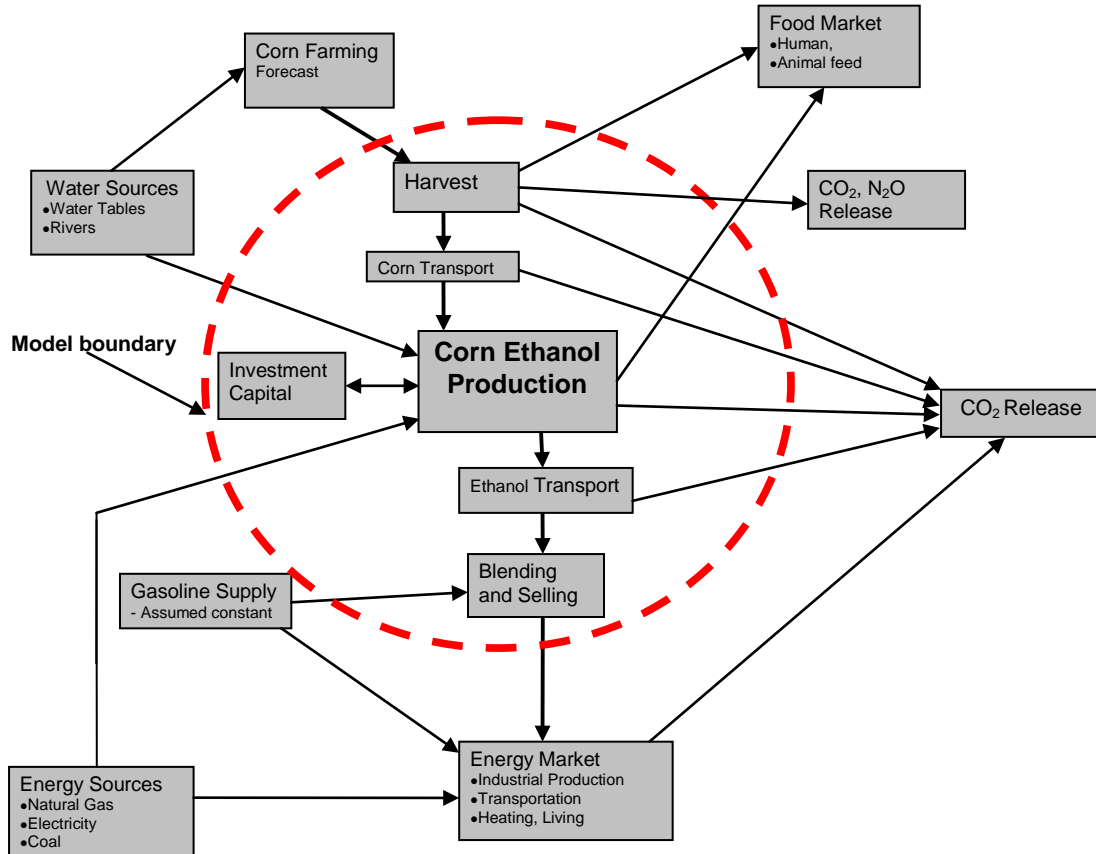 Food Market
•Human,
•Animal feed
Corn Farming
Forecast
Water Sources
•Water Tables
•Rivers
Harvest
CO₂, N₂O
Release
Corn Transport
Model boundary
Investment
Capital
Corn Ethanol
Production
CO₂ Release
Ethanol Transport
Gasoline Supply
- Assumed constant
Blending
and Selling
Energy Sources
•Natural Gas
•Electricity
•Coal
Energy Market
•Industrial Production
•Transportation
•Heating, Living